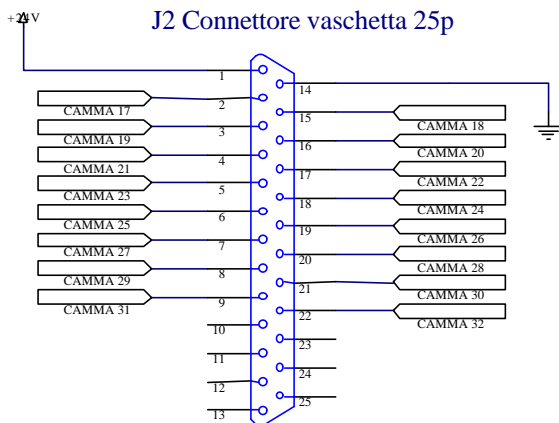 J2 Connettore vaschetta 25p
+24V
1
14
2
CAMMA 17
15
CAMMA 18
3
CAMMA 19
16
CAMMA 20
4
CAMMA 21
17
CAMMA 22
5
CAMMA 23
18
CAMMA 24
6
CAMMA 25
19
CAMMA 26
7
CAMMA 27
20
CAMMA 28
8
CAMMA 29
21
CAMMA 30
9
CAMMA 31
22
CAMMA 32
10
23
11
24
12
25
13